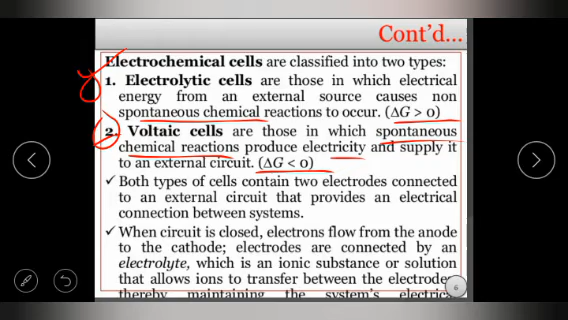 Cont'd...
Electrochemical cells are classified into two types:
1. Electrolytic cells are those in which electrical
energy from an external source causes non
spontaneous chemical reactions to occur. (ΔG > 0)
2. Voltaic cells are those in which spontaneous
chemical reactions produce electricity and supply it
to an external circuit. (ΔG < 0)
✓ Both types of cells contain two electrodes connected
to an external circuit that provides an electrical
connection between systems.
✓ When circuit is closed, electrons flow from the anode
to the cathode; electrodes are connected by an
electrolyte, which is an ionic substance or solution
that allows ions to transfer between the electrodes
thereby maintaining the system's electric
6